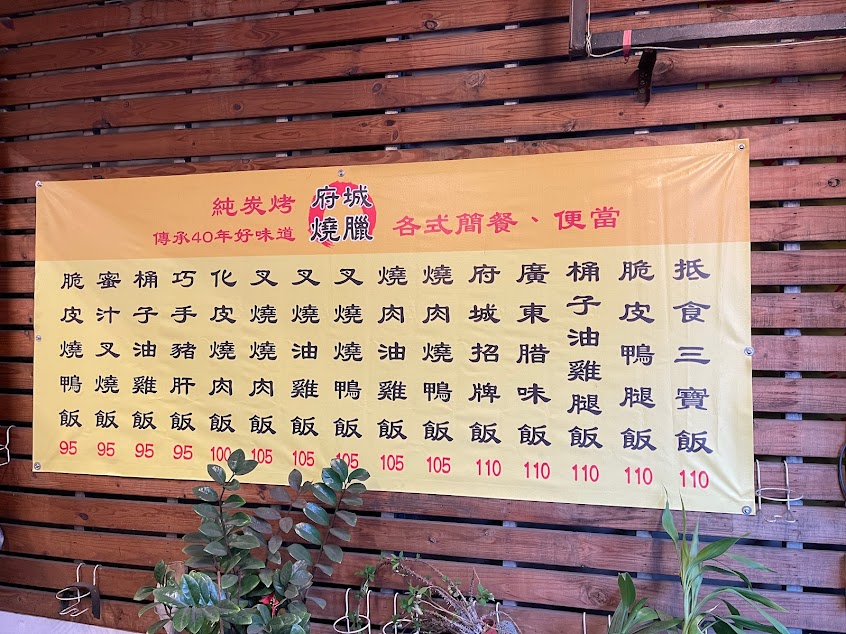 純炭烤
傳承40年好味道
府城
燒臘
各式簡餐、便當
脆皮燒鴨飯 95
蜜汁叉燒飯 95
桶子油雞飯 95
巧手豬肝飯 95
化皮燒肉飯 100
叉燒燒肉飯 105
叉燒油雞飯 105
叉燒燒鴨飯 105
燒肉油雞飯 105
燒肉燒鴨飯 105
府城招牌飯 110
廣東腊味飯 110
桶子油雞腿飯 110
脆皮鴨腿飯 110
抵食三寶飯 110